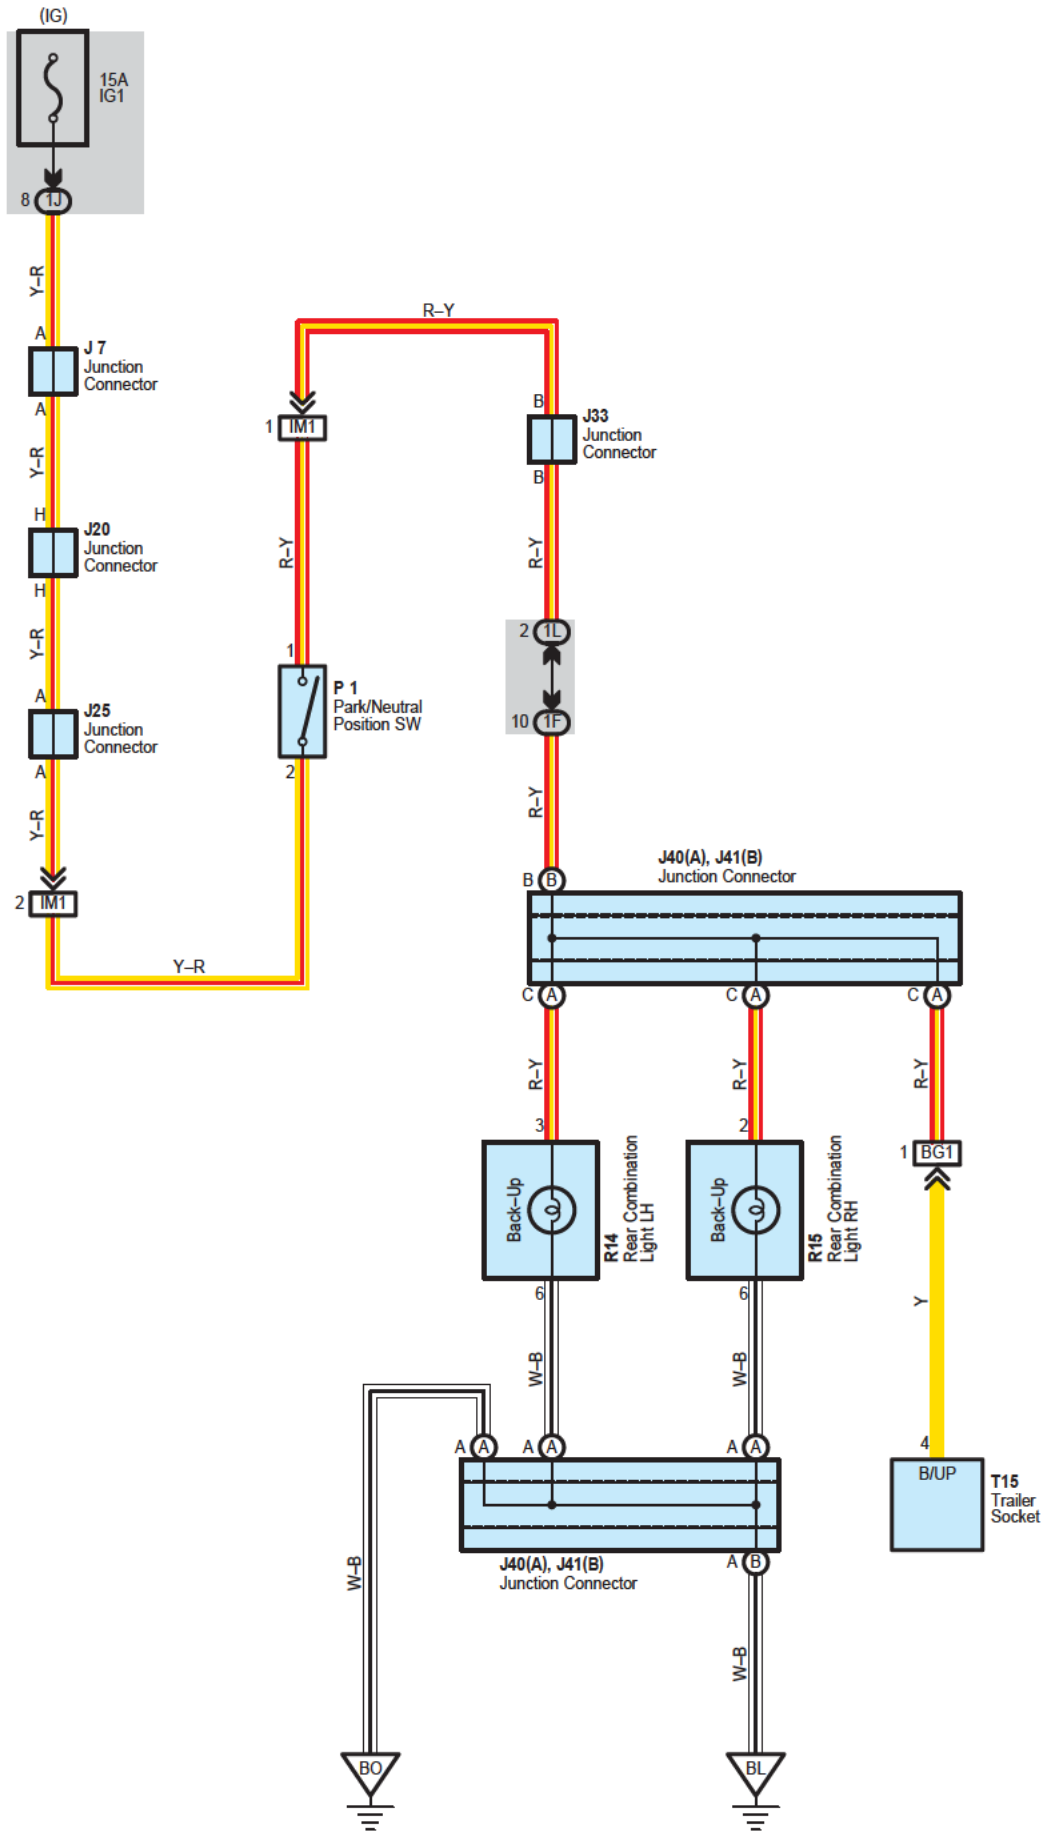 (IG)
15A
IG1
8 1J
Y–R
A
J 7
Junction
Connector
A
Y–R
H
J20
Junction
Connector
H
Y–R
A
J25
Junction
Connector
A
Y–R
2 IM1
Y–R
R–Y
1 IM1
R–Y
1
P 1
Park/Neutral
Position SW
2
B
J33
Junction
Connector
B
R–Y
2 1L
10 1F
R–Y
J40(A), J41(B)
Junction Connector
B B
C A
C A
C A
R–Y
R–Y
R–Y
3
2
1 BG1
Back–Up
R14
Rear Combination
Light LH
Back–Up
R15
Rear Combination
Light RH
6
6
Y
W–B
W–B
A A
A A
A A
4
B/UP
T15
Trailer
Socket
J40(A), J41(B)
Junction Connector
A B
W–B
W–B
BO
BL